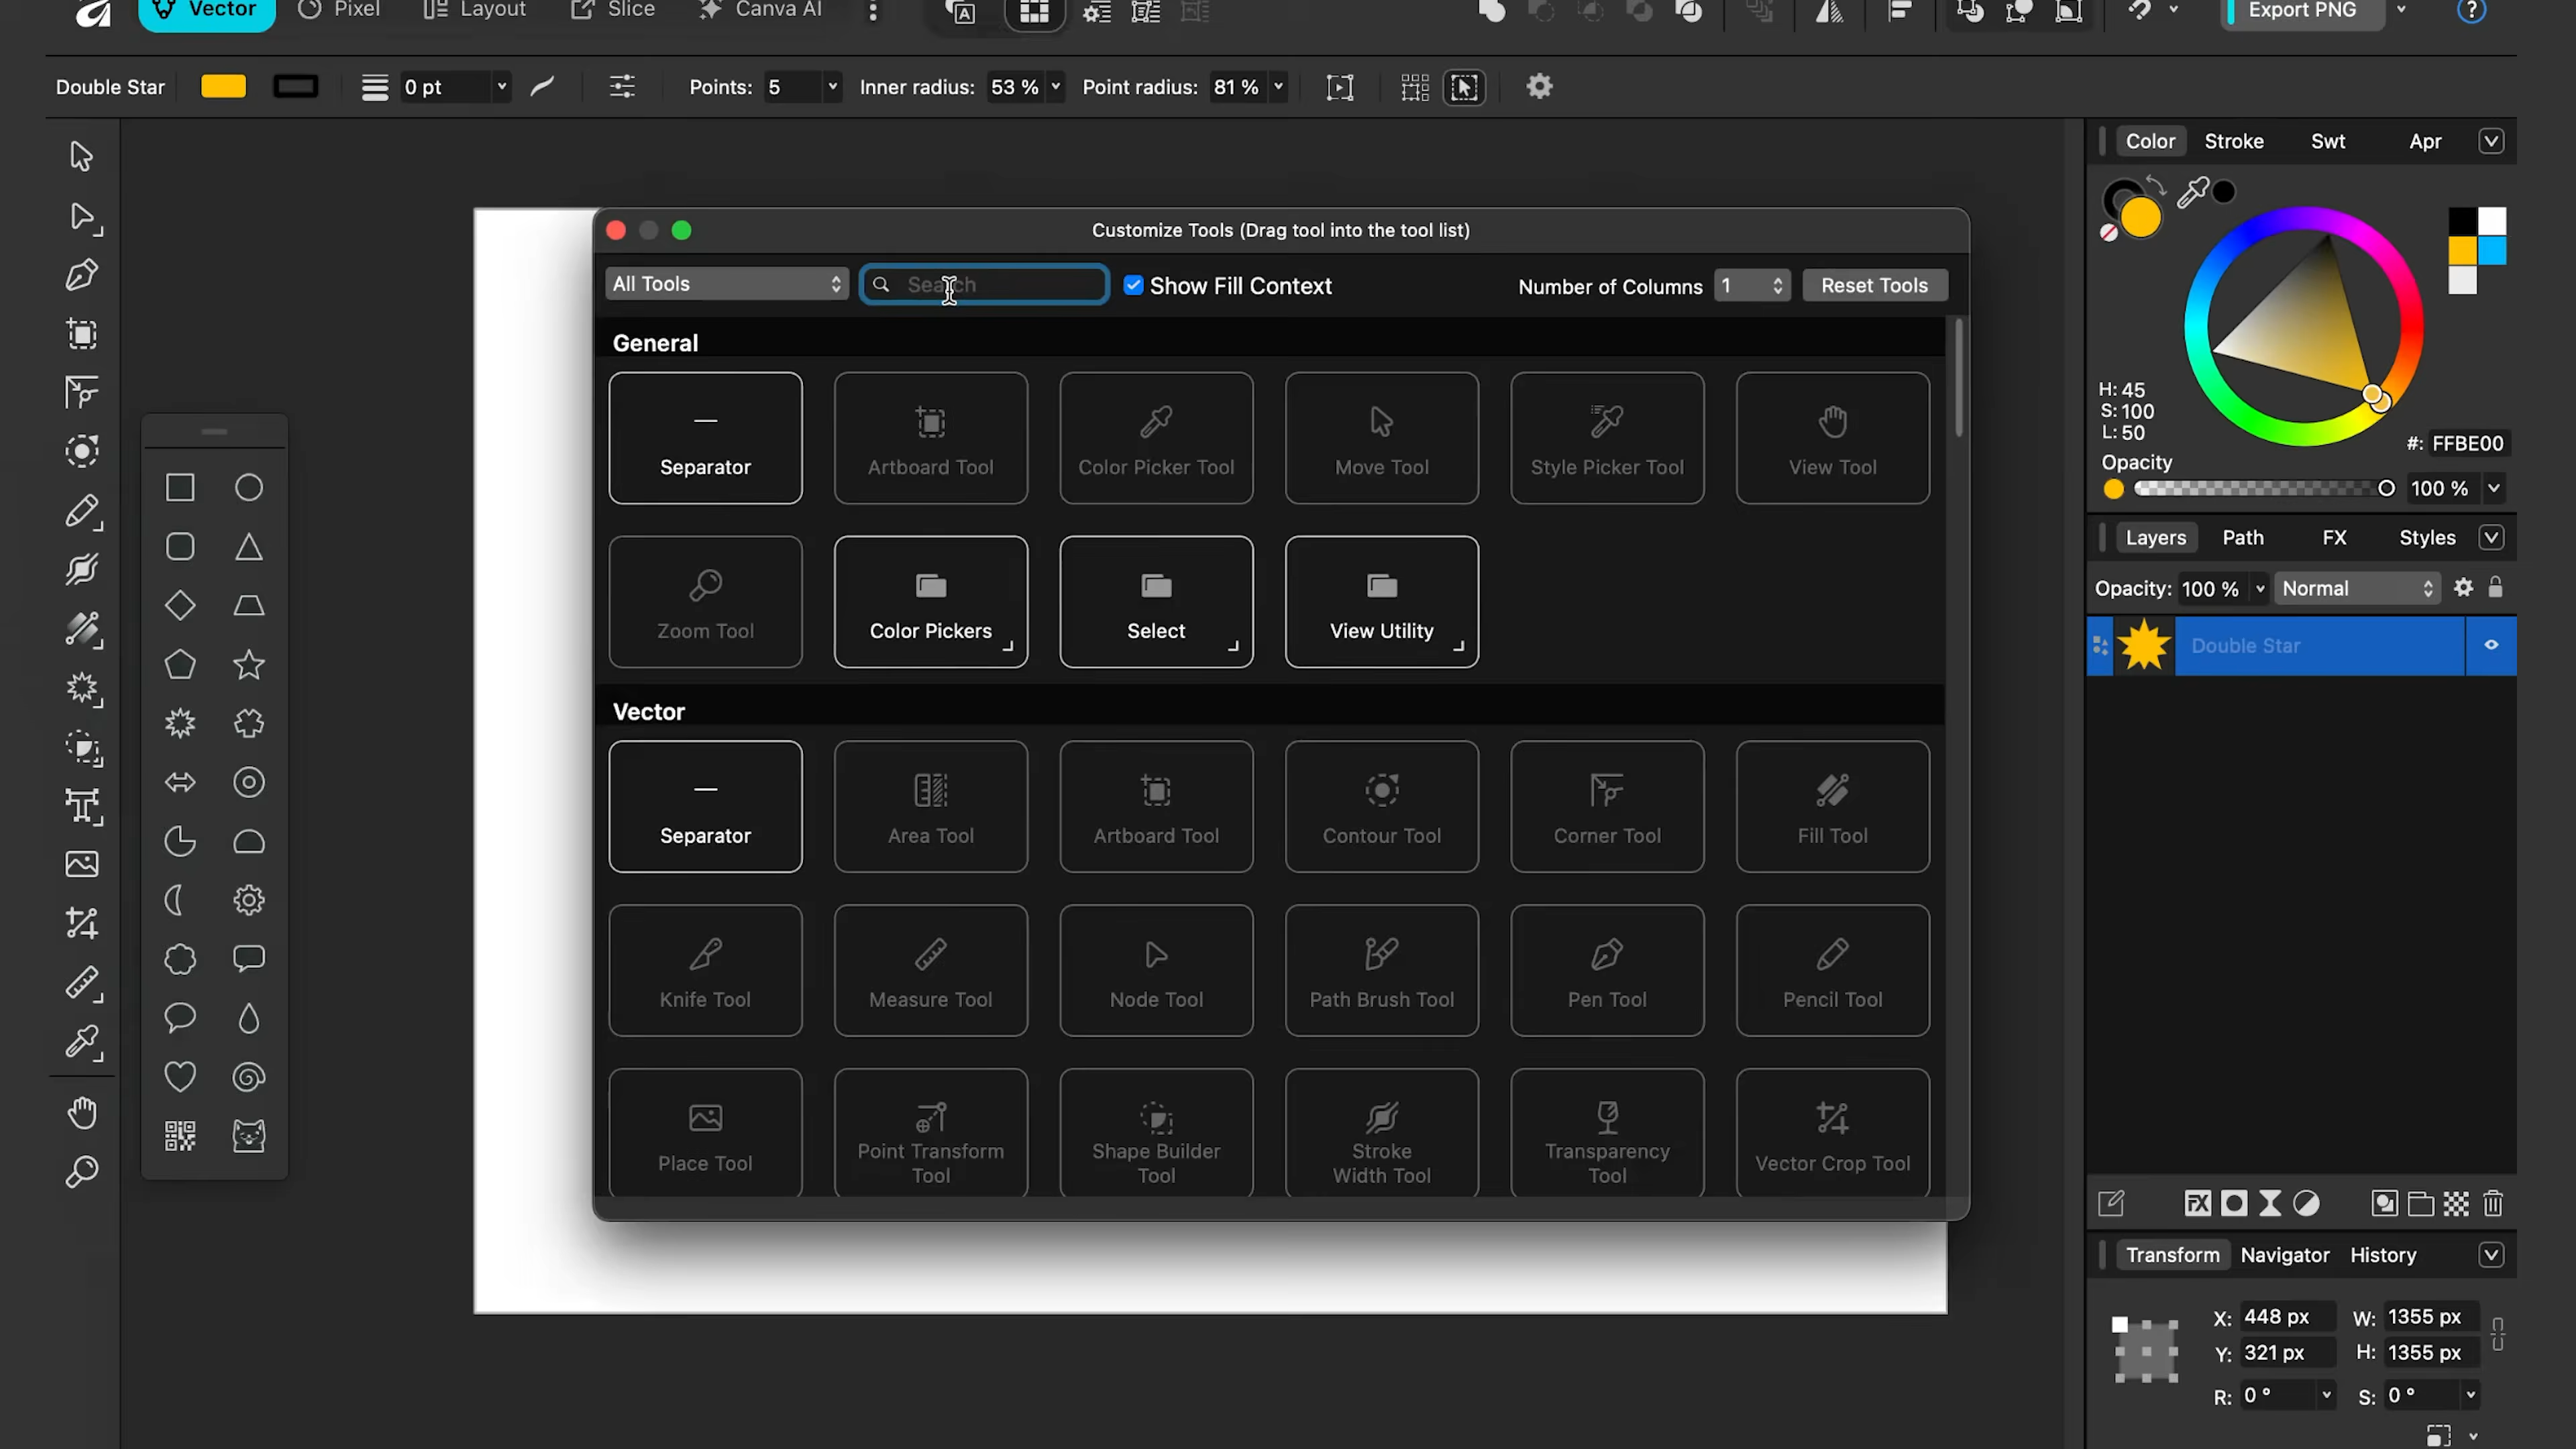 Vector Pixel Layout Slice Canva AI Export PNG
Double Star 0 pt Points: 5 Inner radius: 53 % Point radius: 81 %
Customize Tools (Drag tool into the tool list)
All Tools Search Show Fill Context Number of Columns 1 Reset Tools
General
Separator Artboard Tool Color Picker Tool Move Tool Style Picker Tool View Tool
Zoom Tool Color Pickers Select View Utility
Vector
Separator Area Tool Artboard Tool Contour Tool Corner Tool Fill Tool
Knife Tool Measure Tool Node Tool Path Brush Tool Pen Tool Pencil Tool
Place Tool Point Transform Tool Shape Builder Tool Stroke Width Tool Transparency Tool Vector Crop Tool
Color Stroke Swt Apr
H: 45
S: 100
L: 50
#: FFBE00
Opacity
100 %
Layers Path FX Styles
Opacity: 100 % Normal
Double Star
Transform Navigator History
X: 448 px W: 1355 px
Y: 321 px H: 1355 px
R: 0 ° S: 0 °